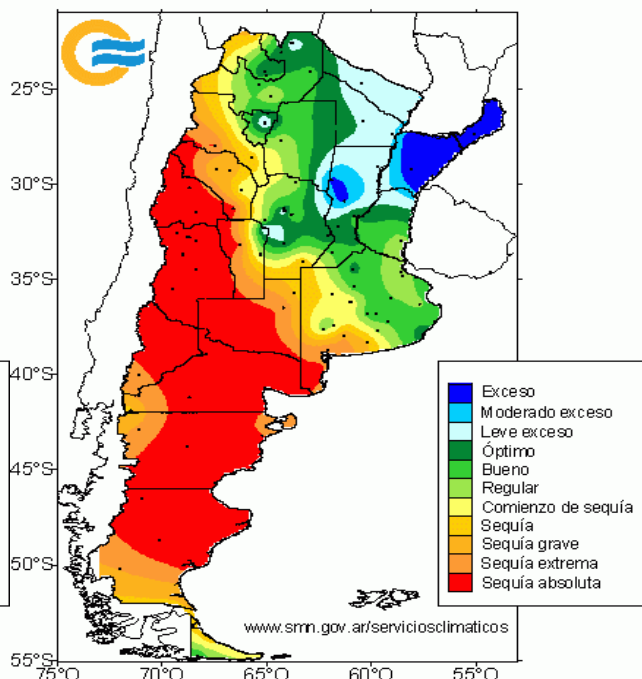 25°S
30°S
35°S
40°S
45°S
50°S
55°S
75°O 70°O 65°O 60°O 55°O
Exceso
Moderado exceso
Leve exceso
Óptimo
Bueno
Regular
Comienzo de sequía
Sequía
Sequía grave
Sequía extrema
Sequía absoluta
www.smn.gov.ar/serviciosclimaticos